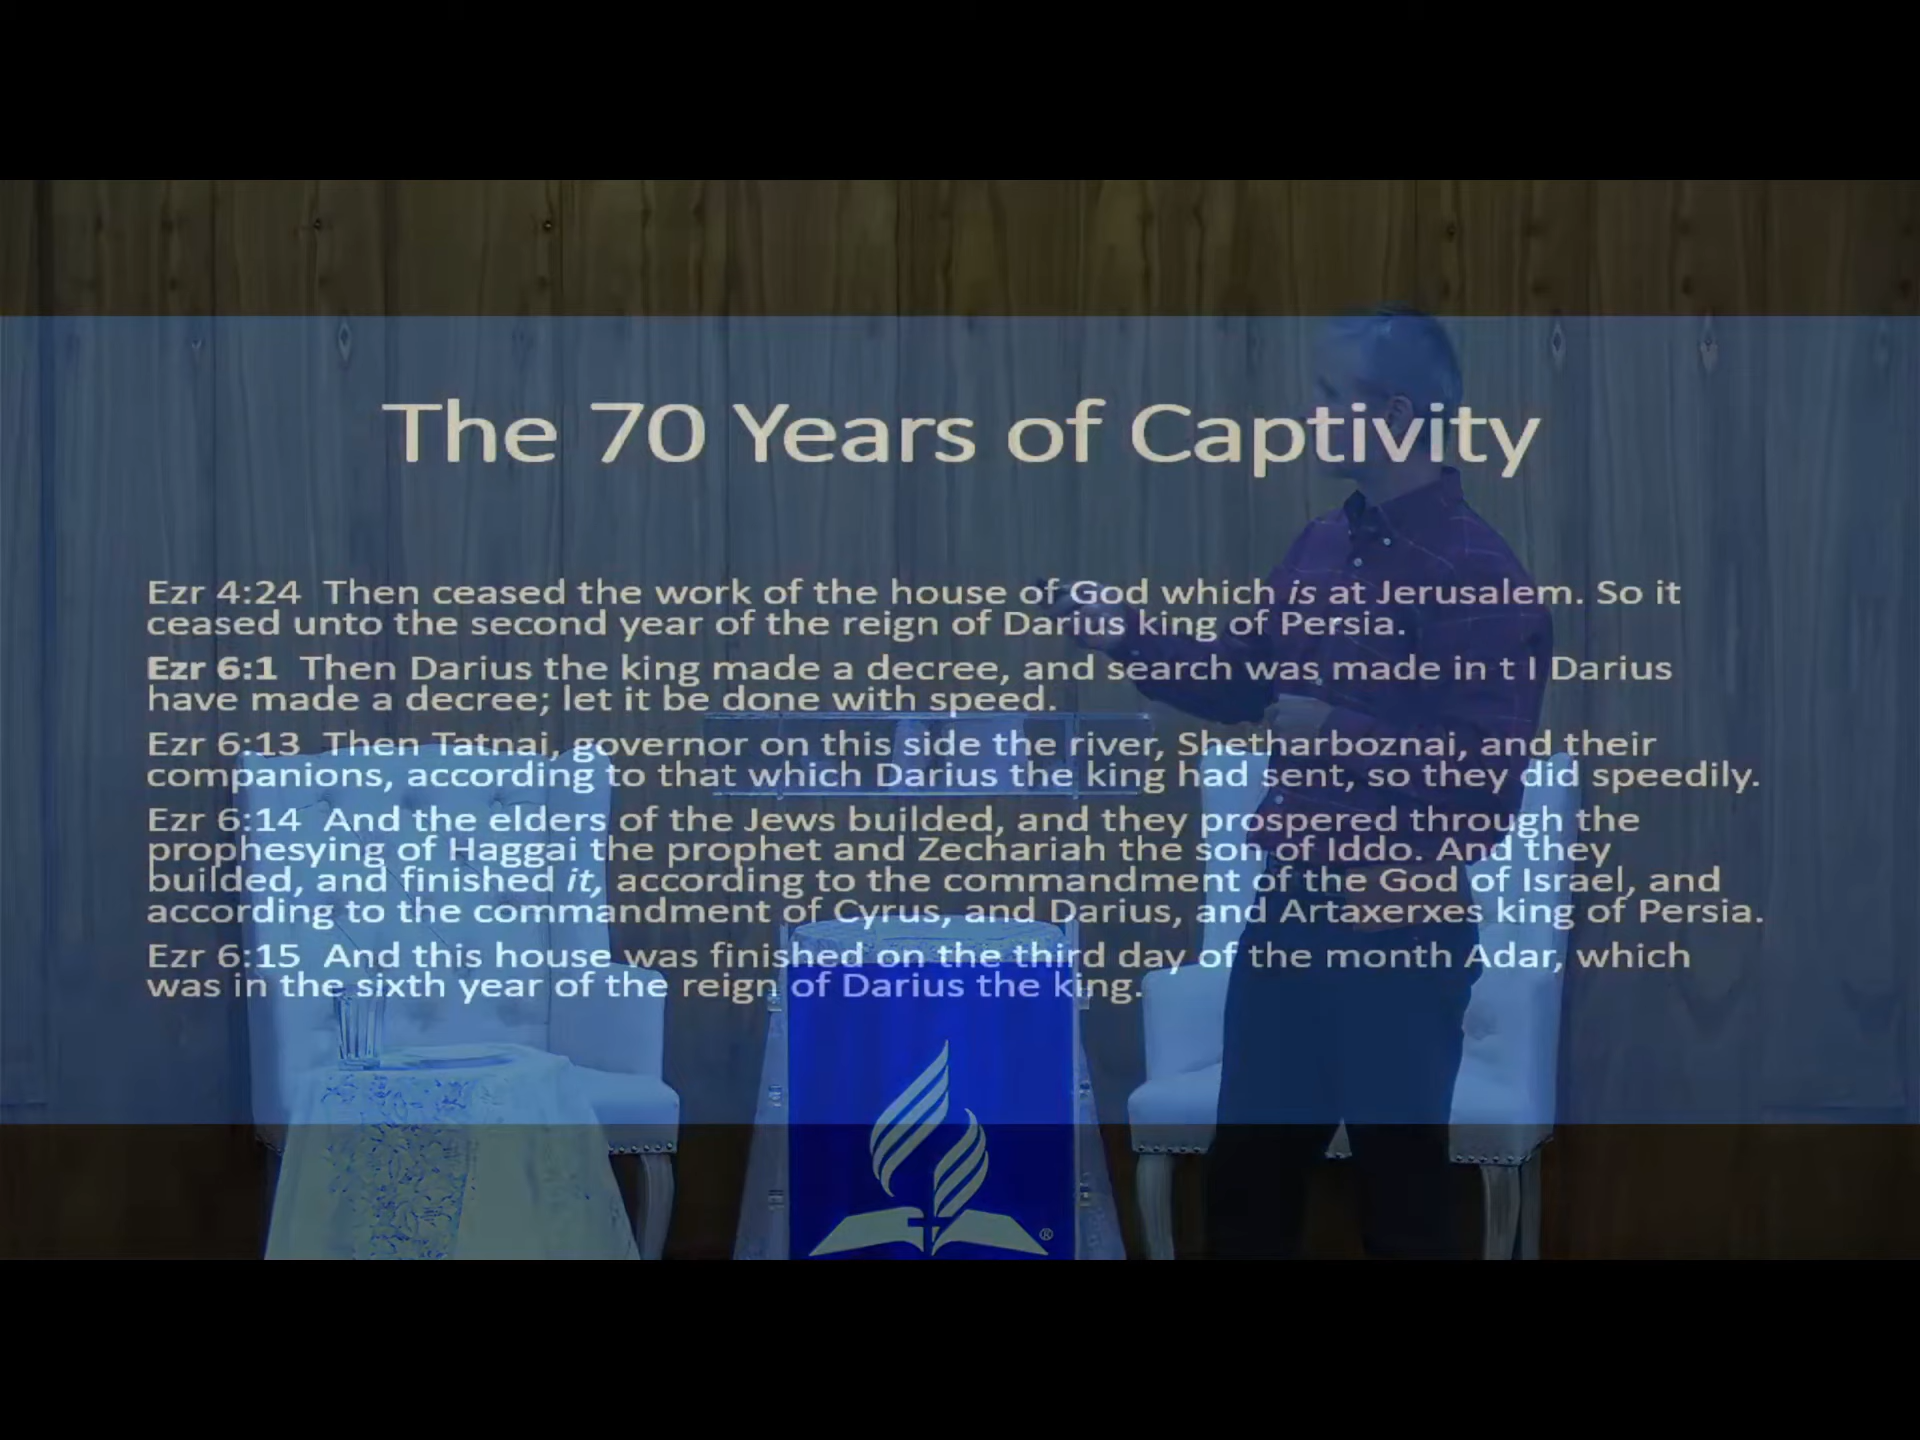 The 70 Years of Captivity
Ezr 4:24 Then ceased the work of the house of God which is at Jerusalem. So it
ceased unto the second year of the reign of Darius king of Persia.
Ezr 6:1 Then Darius the king made a decree, and search was made in t I Darius
have made a decree; let it be done with speed.
Ezr 6:13 Then Tatnai, governor on this side the river, Shetharboznai, and their
companions, according to that which Darius the king had sent, so they did speedily.
Ezr 6:14 And the elders of the Jews builded, and they prospered through the
prophesying of Haggai the prophet and Zechariah the son of Iddo. And they
builded, and finished it, according to the commandment of the God of Israel, and
according to the commandment of Cyrus, and Darius, and Artaxerxes king of Persia.
Ezr 6:15 And this house was finished on the third day of the month Adar, which
was in the sixth year of the reign of Darius the king.
®